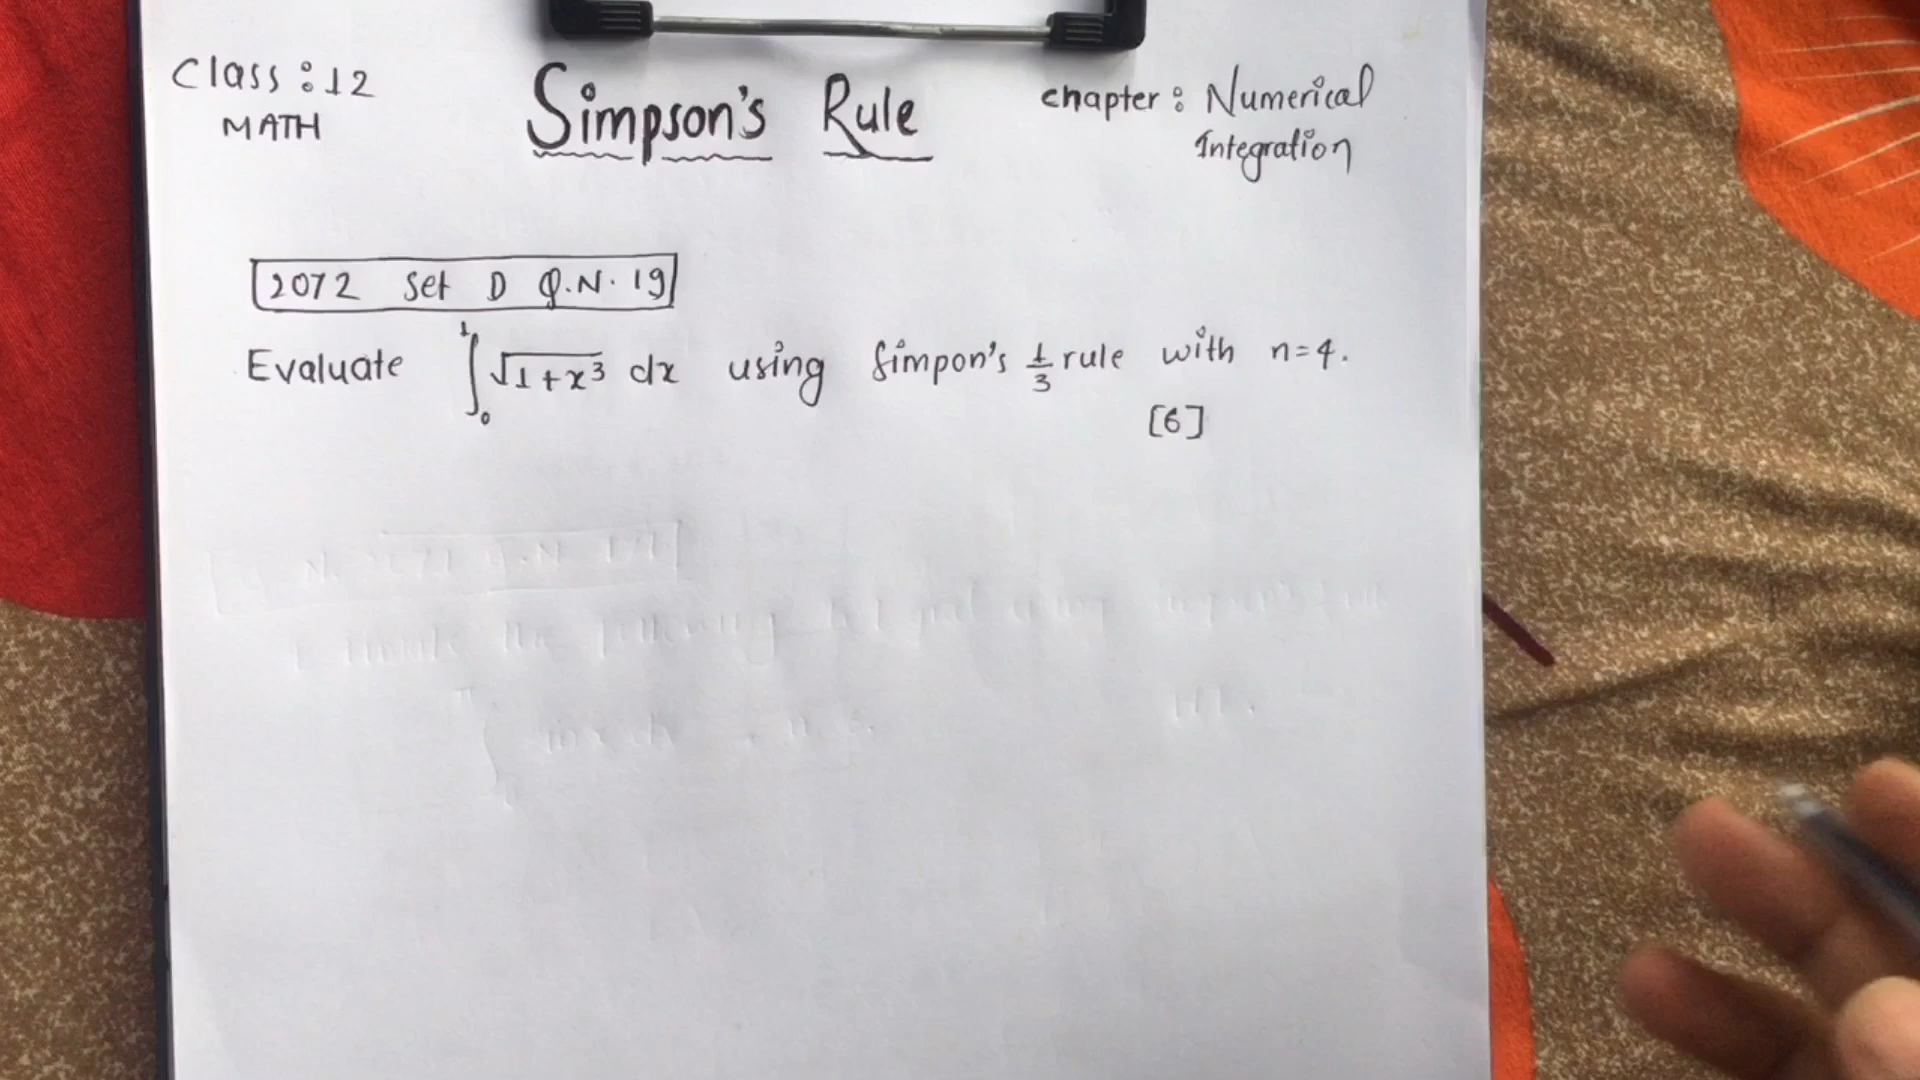 Class : 12
MATH
Simpson's Rule
chapter : Numerical
Integration
2072 Set D Q.N. 19
Evaluate ∫₀¹ √1+x³ dx using Simpon's 1/3 rule with n=4.
[6]